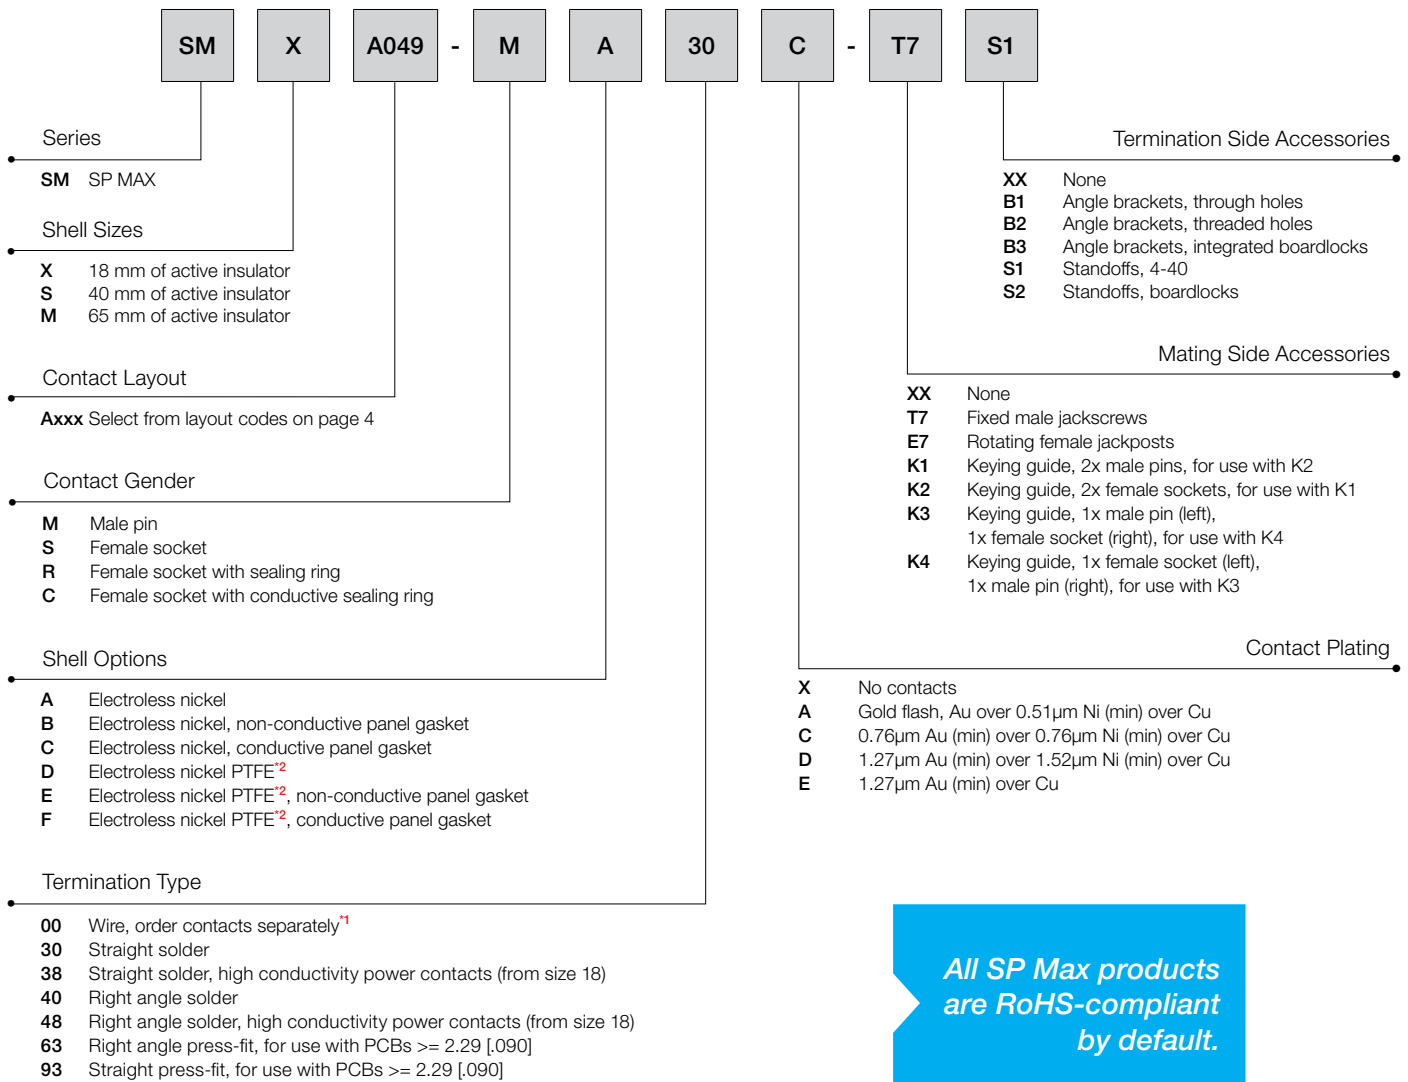 SM X A049 - M A 30 C - T7 S1
Series
SM SP MAX
Shell Sizes
X 18 mm of active insulator
S 40 mm of active insulator
M 65 mm of active insulator
Contact Layout
Axxx Select from layout codes on page 4
Contact Gender
M Male pin
S Female socket
R Female socket with sealing ring
C Female socket with conductive sealing ring
Shell Options
A Electroless nickel
B Electroless nickel, non-conductive panel gasket
C Electroless nickel, conductive panel gasket
D Electroless nickel PTFE*2
E Electroless nickel PTFE*2, non-conductive panel gasket
F Electroless nickel PTFE*2, conductive panel gasket
Termination Type
00 Wire, order contacts separately*1
30 Straight solder
38 Straight solder, high conductivity power contacts (from size 18)
40 Right angle solder
48 Right angle solder, high conductivity power contacts (from size 18)
63 Right angle press-fit, for use with PCBs >= 2.29 [.090]
93 Straight press-fit, for use with PCBs >= 2.29 [.090]
Termination Side Accessories
XX None
B1 Angle brackets, through holes
B2 Angle brackets, threaded holes
B3 Angle brackets, integrated boardlocks
S1 Standoffs, 4-40
S2 Standoffs, boardlocks
Mating Side Accessories
XX None
T7 Fixed male jackscrews
E7 Rotating female jackposts
K1 Keying guide, 2x male pins, for use with K2
K2 Keying guide, 2x female sockets, for use with K1
K3 Keying guide, 1x male pin (left),
1x female socket (right), for use with K4
K4 Keying guide, 1x female socket (left),
1x male pin (right), for use with K3
Contact Plating
X No contacts
A Gold flash, Au over 0.51µm Ni (min) over Cu
C 0.76µm Au (min) over 0.76µm Ni (min) over Cu
D 1.27µm Au (min) over 1.52µm Ni (min) over Cu
E 1.27µm Au (min) over Cu
All SP Max products
are RoHS-compliant
by default.